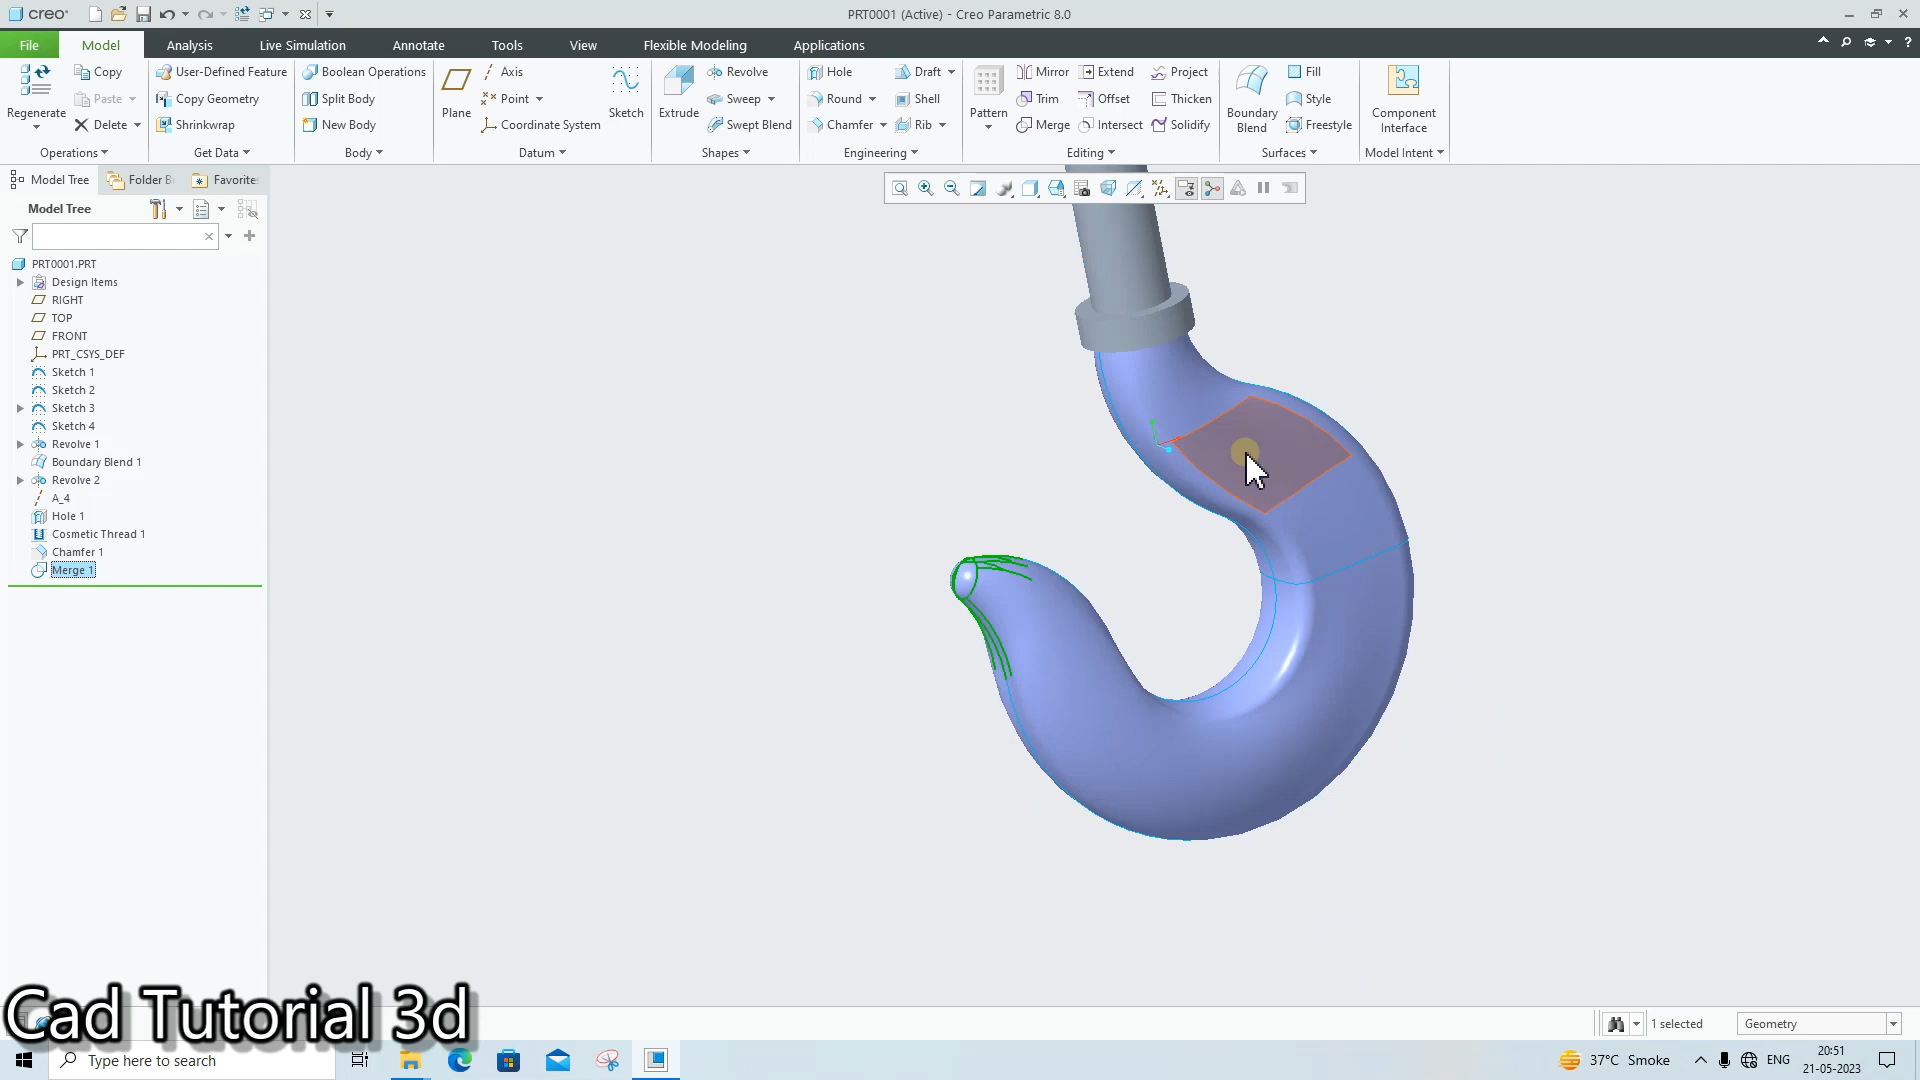 creo
PRT0001 (Active) - Creo Parametric 8.0
File
Model
Analysis
Live Simulation
Annotate
Tools
View
Flexible Modeling
Applications
Regenerate
Copy
Paste
Delete
Operations
User-Defined Feature
Copy Geometry
Shrinkwrap
Get Data
Boolean Operations
Split Body
New Body
Body
Plane
Axis
Point
Coordinate System
Sketch
Datum
Extrude
Revolve
Sweep
Swept Blend
Shapes
Hole
Round
Chamfer
Draft
Shell
Rib
Engineering
Pattern
Mirror
Trim
Merge
Extend
Offset
Intersect
Project
Thicken
Solidify
Editing
Boundary
Blend
Fill
Style
Freestyle
Surfaces
Component
Interface
Model Intent
Model Tree
Folder B
Favorite
Model Tree
PRT0001.PRT
Design Items
RIGHT
TOP
FRONT
PRT_CSYS_DEF
Sketch 1
Sketch 2
Sketch 3
Sketch 4
Revolve 1
Boundary Blend 1
Revolve 2
A_4
Hole 1
Cosmetic Thread 1
Chamfer 1
Merge 1
Cad Tutorial 3d
1 selected
Geometry
Type here to search
37°C Smoke
ENG
20:51
21-05-2023